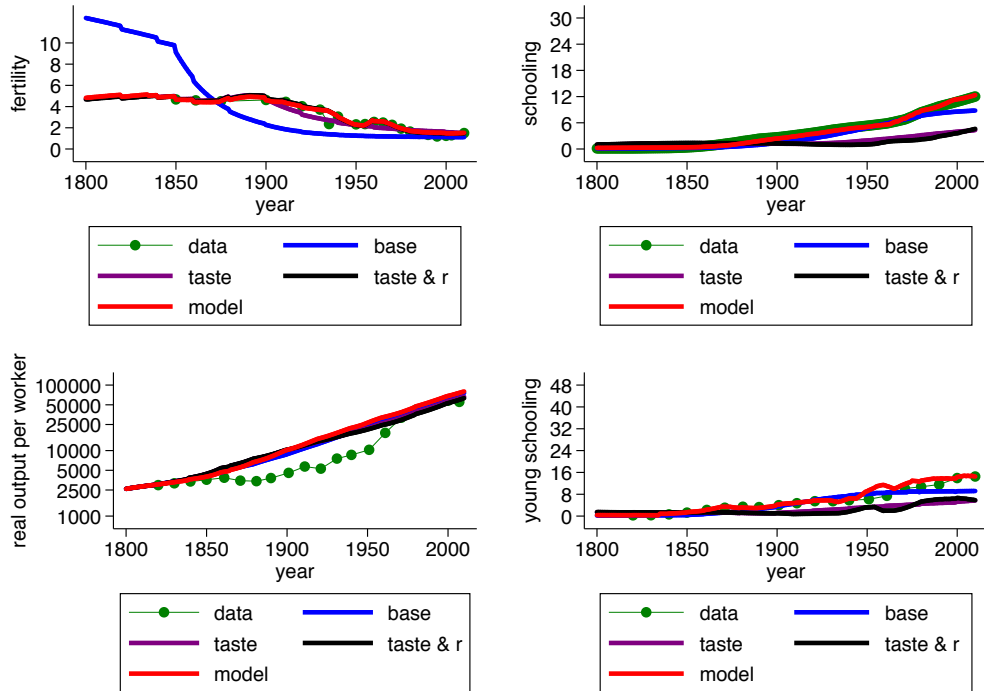 fertility
10
8
6
4
2
0
1800 1850 1900 1950 2000
year
data base
taste taste & r
model
schooling
30
24
18
12
6
0
1800 1850 1900 1950 2000
year
data base
taste taste & r
model
real output per worker
100000
50000
25000
10000
5000
2500
1000
1800 1850 1900 1950 2000
year
data base
taste taste & r
model
young schooling
48
40
32
24
16
8
0
1800 1850 1900 1950 2000
year
data base
taste taste & r
model